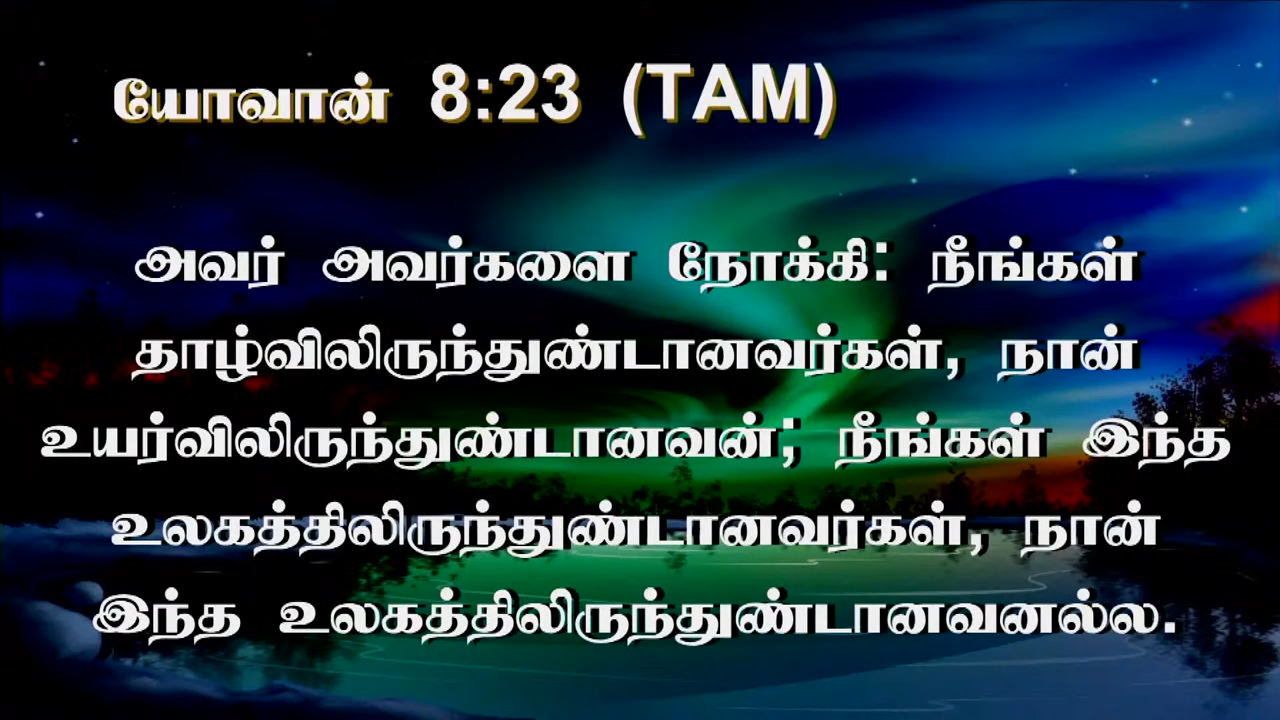 யோவான் 8:23 (TAM)
அவர் அவர்களை நோக்கி: நீங்கள்
தாழ்விலிருந்துண்டானவர்கள், நான்
உயர்விலிருந்துண்டானவன்; நீங்கள் இந்த
உலகத்திலிருந்துண்டானவர்கள், நான்
இந்த உலகத்திலிருந்துண்டானவனல்ல.